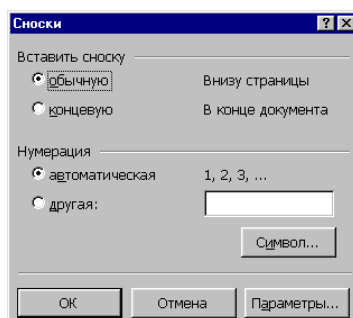 Сноски
Вставить сноску
обычную Внизу страницы
концевую В конце документа
Нумерация
автоматическая 1, 2, 3, ...
другая:
Символ...
ОК Отмена Параметры...